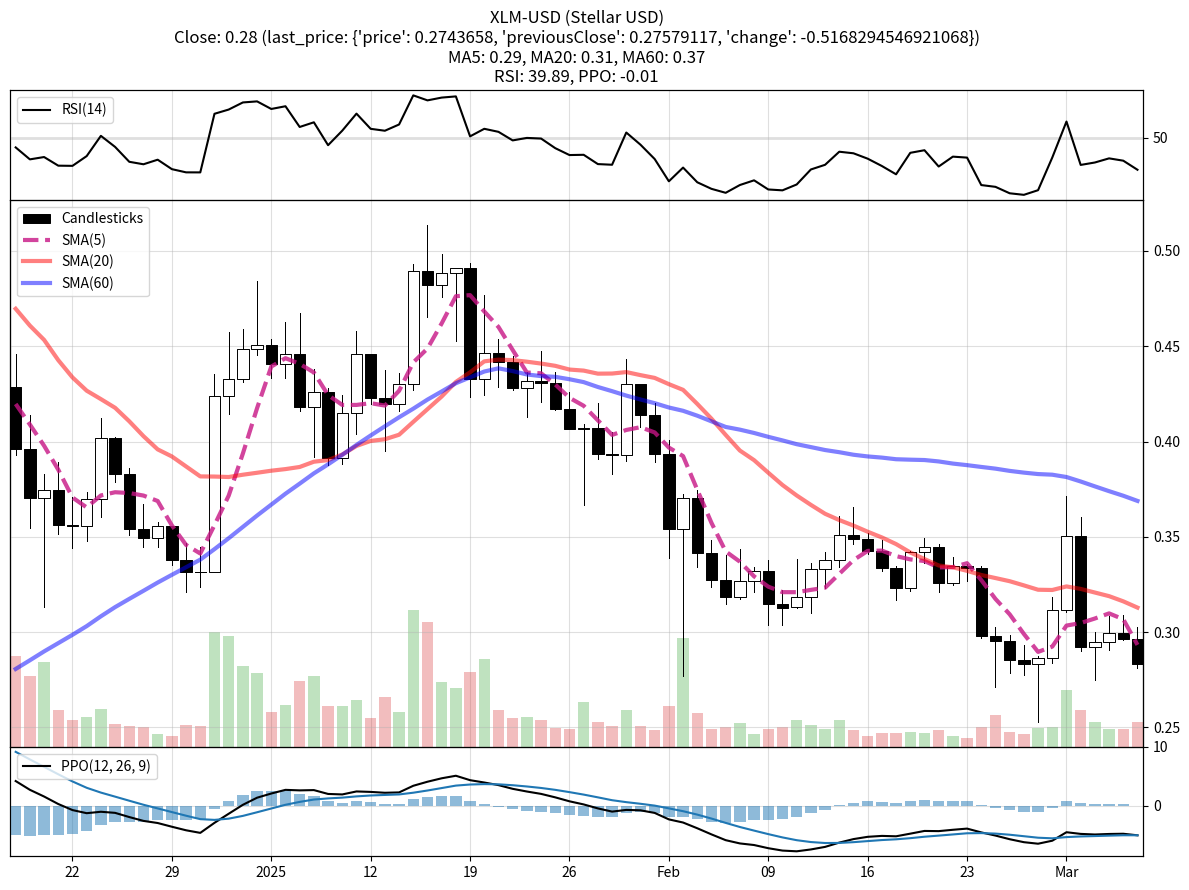 XLM-USD (Stellar USD)
Close: 0.28 (last_price: {'price': 0.2743658, 'previousClose': 0.27579117, 'change': -0.5168294546921068})
MA5: 0.29, MA20: 0.31, MA60: 0.37
RSI: 39.89, PPO: -0.01
RSI(14)
50
Candlesticks
SMA(5)
SMA(20)
SMA(60)
0.50
0.45
0.40
0.35
0.30
0.25
PPO(12, 26, 9)
10
0
22
29
2025
12
19
26
Feb
09
16
23
Mar